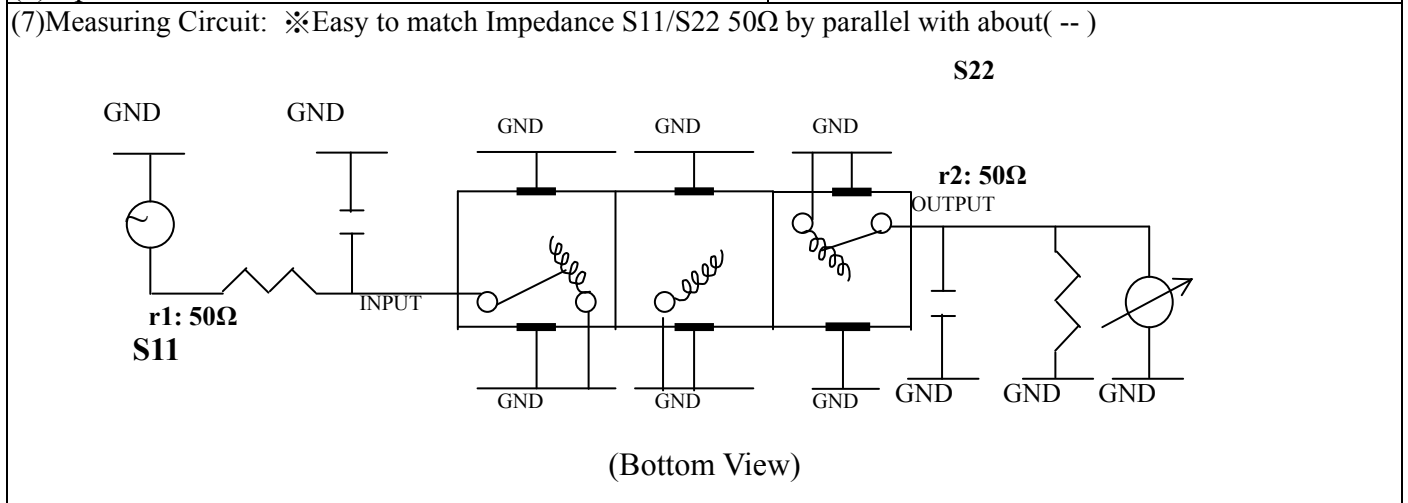 (7)Measuring Circuit: ※Easy to match Impedance S11/S22 50Ω by parallel with about( -- )
S22
GND GND GND GND GND
r2: 50Ω
OUTPUT
INPUT
r1: 50Ω
S11
GND GND GND GND GND GND
(Bottom View)